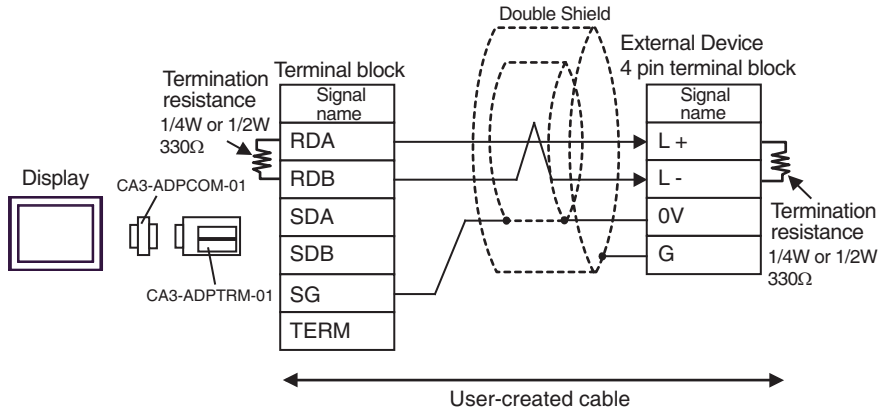 Double Shield
External Device
4 pin terminal block
Terminal block
Termination
resistance
1/4W or 1/2W
330Ω
Signal
name
Signal
name
RDA
L +
RDB
L -
Display
CA3-ADPCOM-01
SDA
0V
Termination
resistance
1/4W or 1/2W
330Ω
SDB
G
CA3-ADPTRM-01
SG
TERM
User-created cable